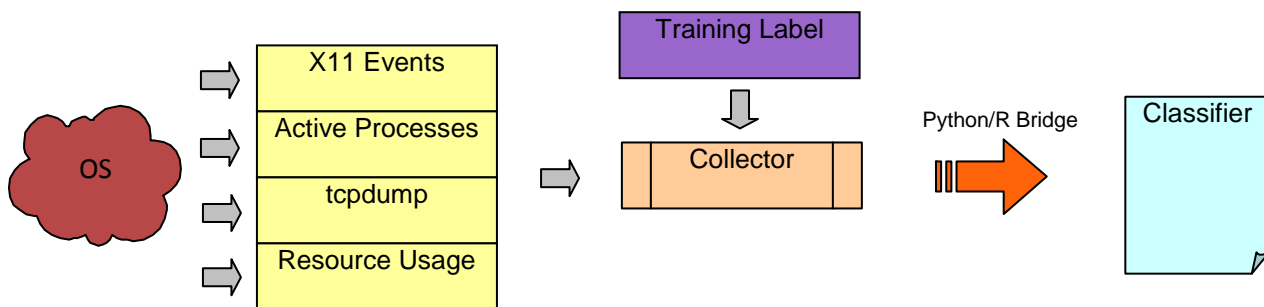 OS
X11 Events
Active Processes
tcpdump
Resource Usage
Training Label
Collector
Python/R Bridge
Classifier